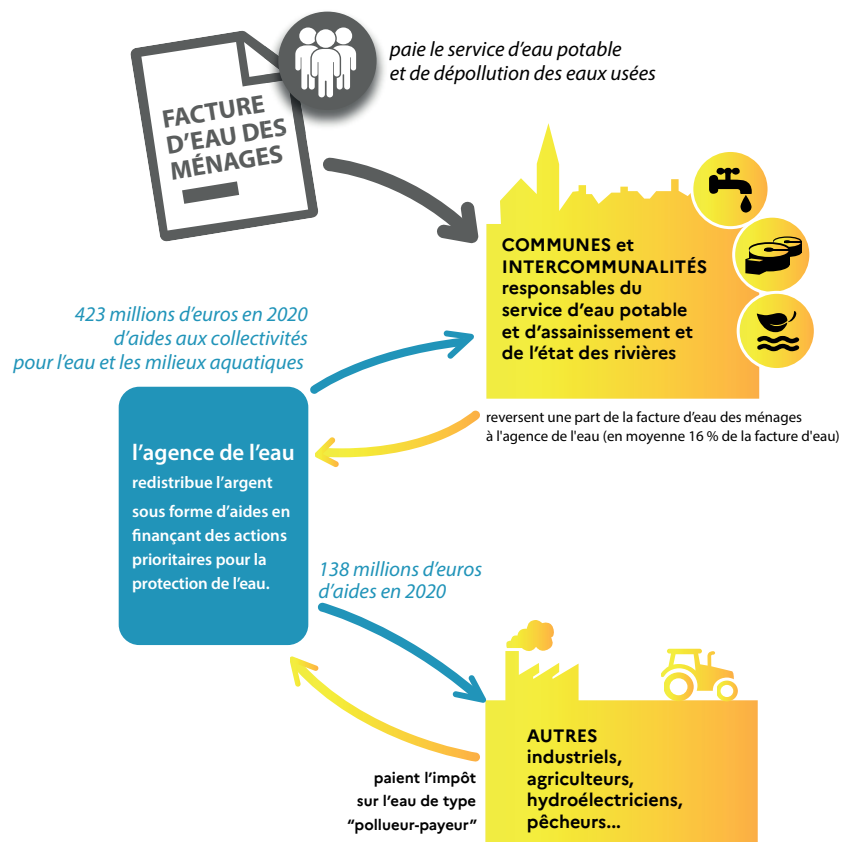 paie le service d'eau potable
et de dépollution des eaux usées
FACTURE
D'EAU DES
MÉNAGES
COMMUNES et
INTERCOMMUNALITÉS
responsables du
service d'eau potable
et d'assainissement et
de l'état des rivières
423 millions d'euros en 2020
d'aides aux collectivités
pour l'eau et les milieux aquatiques
reversent une part de la facture d'eau des ménages
à l'agence de l'eau (en moyenne 16 % de la facture d'eau)
l'agence de l'eau
redistribue l'argent
sous forme d'aides en
finançant des actions
prioritaires pour la
protection de l'eau.
138 millions d'euros
d'aides en 2020
AUTRES
industriels,
agriculteurs,
hydroélectriciens,
pêcheurs...
paient l'impôt
sur l'eau de type
“pollueur-payeur”